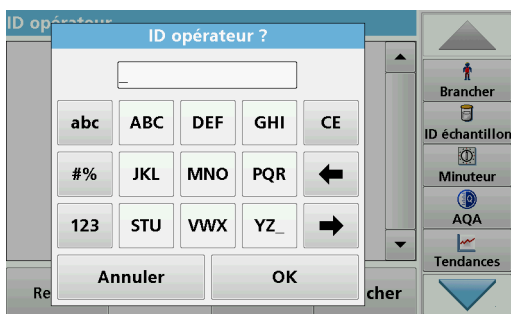 ID opérateur
ID opérateur ?
_
abc ABC DEF GHI CE
#% JKL MNO PQR
123 STU VWX YZ_
Annuler OK
Re cher
Brancher
ID échantillon
Minuteur
AQA
Tendances